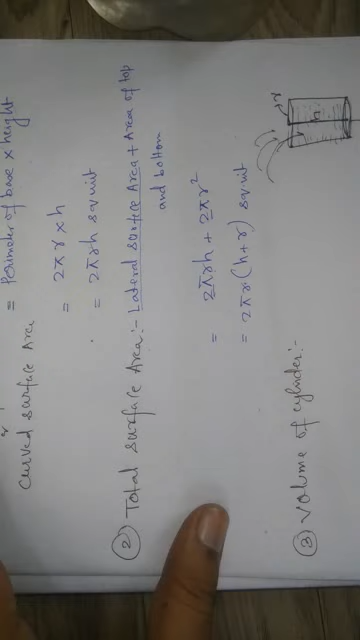 curved surface Area = Perimeter of base x height
= 2πr x h
= 2πrh sq unit
② Total surface Area:- Lateral surface Area + Area of top
and bottom
= 2πrh + 2πr²
= 2πr (h+r) sq unit
③ Volume of cylinder:-
r
h